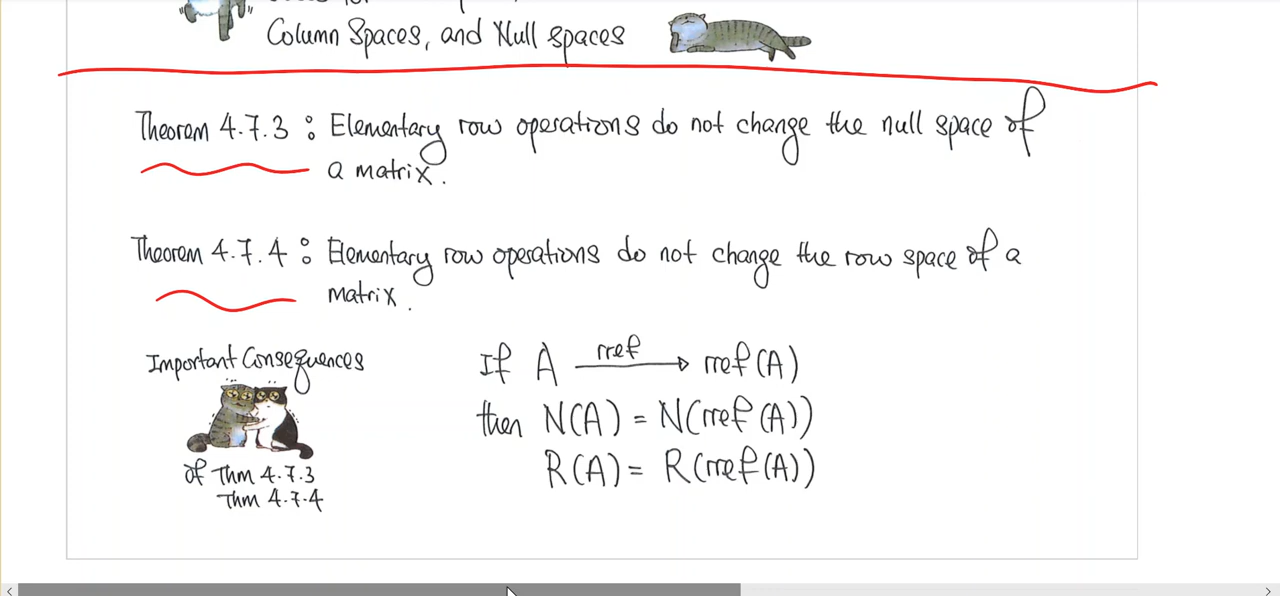 Column Spaces, and Null spaces
Theorem 4.7.3 : Elementary row operations do not change the null space of
a matrix.
Theorem 4.7.4 : Elementary row operations do not change the row space of a
matrix.
Important Consequences
of Thm 4.7.3
Thm 4.7.4
If A rref → rref(A)
then N(A) = N(rref(A))
R(A) = R(rref(A))